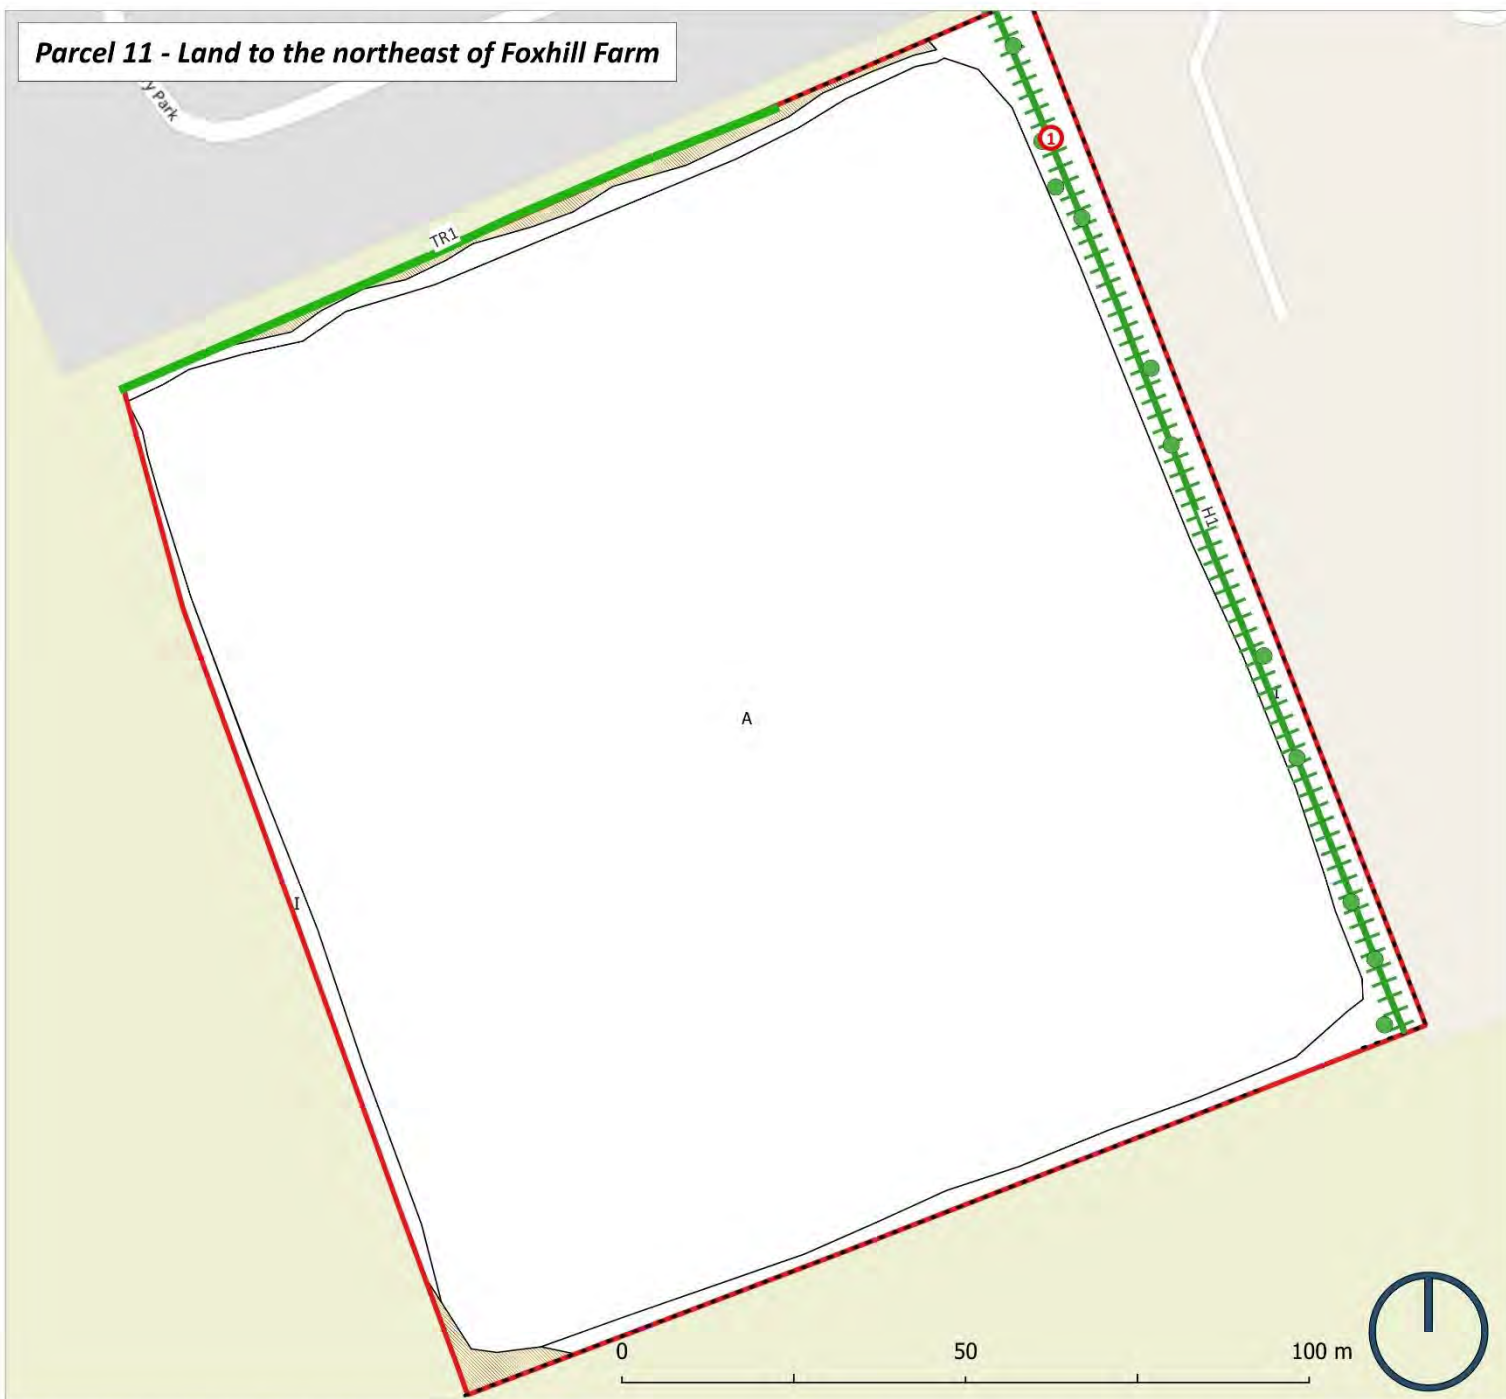 Parcel 11 - Land to the northeast of Foxhill Farm
y Park
1
TR1
H1
I
A
I
0 50 100 m